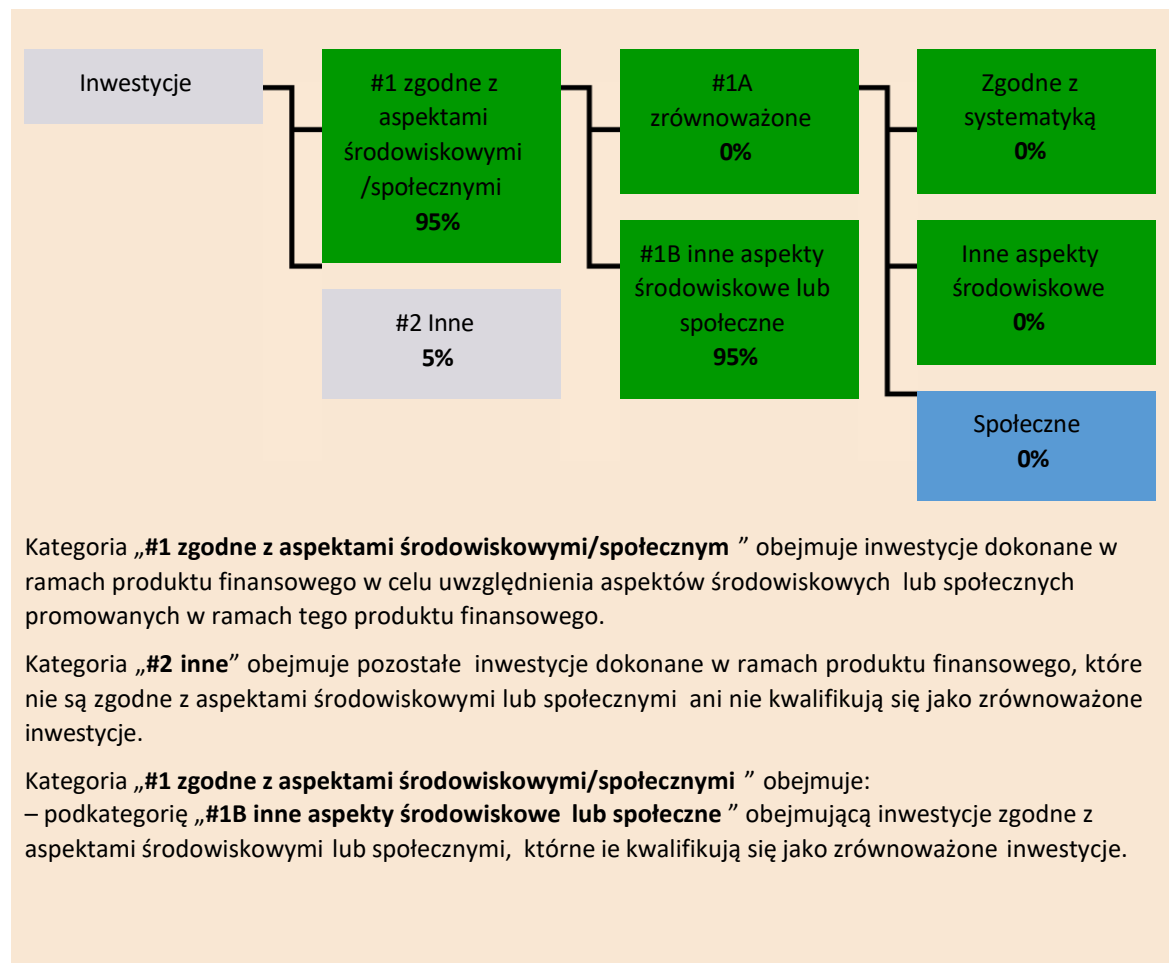 Inwestycje
#1 zgodne z
aspektami
środowiskowymi
/społecznymi
95%
#2 Inne
5%
#1A
zrównoważone
0%
#1B inne aspekty
środowiskowe lub
społeczne
95%
Zgodne z
systematyką
0%
Inne aspekty
środowiskowe
0%
Społeczne
0%
Kategoria „#1 zgodne z aspektami środowiskowymi/społecznym ” obejmuje inwestycje dokonane w
ramach produktu finansowego w celu uwzględnienia aspektów środowiskowych lub społecznych
promowanych w ramach tego produktu finansowego.
Kategoria „#2 inne” obejmuje pozostałe inwestycje dokonane w ramach produktu finansowego, które
nie są zgodne z aspektami środowiskowymi lub społecznymi ani nie kwalifikują się jako zrównoważone
inwestycje.
Kategoria „#1 zgodne z aspektami środowiskowymi/społecznymi ” obejmuje:
– podkategorię „#1B inne aspekty środowiskowe lub społeczne ” obejmującą inwestycje zgodne z
aspektami środowiskowymi lub społecznymi, którne ie kwalifikują się jako zrównoważone inwestycje.